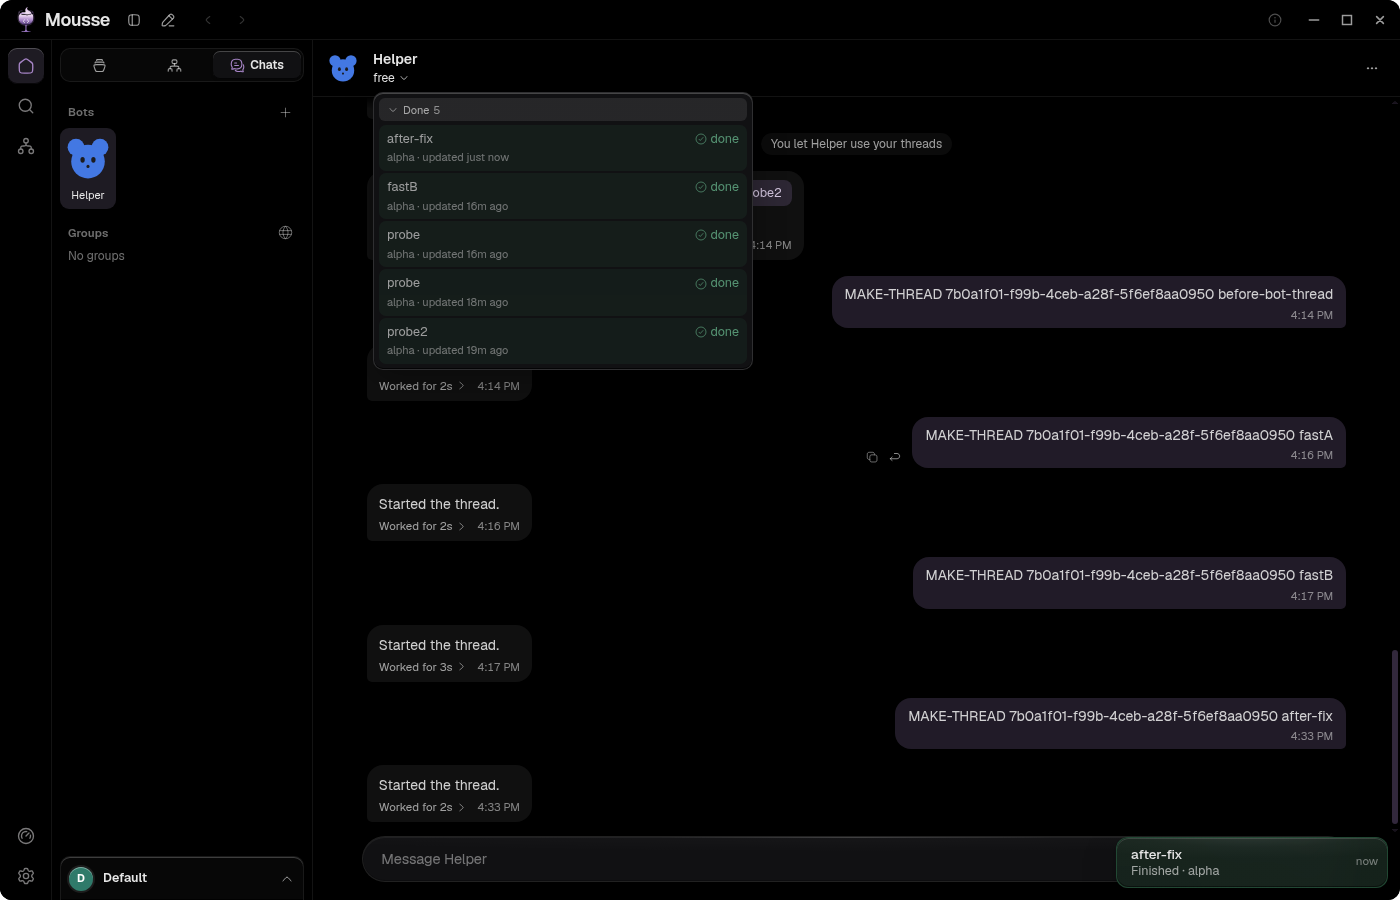 Mousse
Chats
Bots
Helper
Groups
No groups
D
Default
Helper
free
Done 5
after-fix
done
alpha · updated just now
fastB
done
alpha · updated 16m ago
probe
done
alpha · updated 16m ago
probe
done
alpha · updated 18m ago
probe2
done
alpha · updated 19m ago
You let Helper use your threads
obe2
4:14 PM
MAKE-THREAD 7b0a1f01-f99b-4ceb-a28f-5f6ef8aa0950 before-bot-thread
4:14 PM
Worked for 2s 4:14 PM
MAKE-THREAD 7b0a1f01-f99b-4ceb-a28f-5f6ef8aa0950 fastA
4:16 PM
Started the thread.
Worked for 2s 4:16 PM
MAKE-THREAD 7b0a1f01-f99b-4ceb-a28f-5f6ef8aa0950 fastB
4:17 PM
Started the thread.
Worked for 3s 4:17 PM
MAKE-THREAD 7b0a1f01-f99b-4ceb-a28f-5f6ef8aa0950 after-fix
4:33 PM
Started the thread.
Worked for 2s 4:33 PM
Message Helper
after-fix
Finished · alpha
now